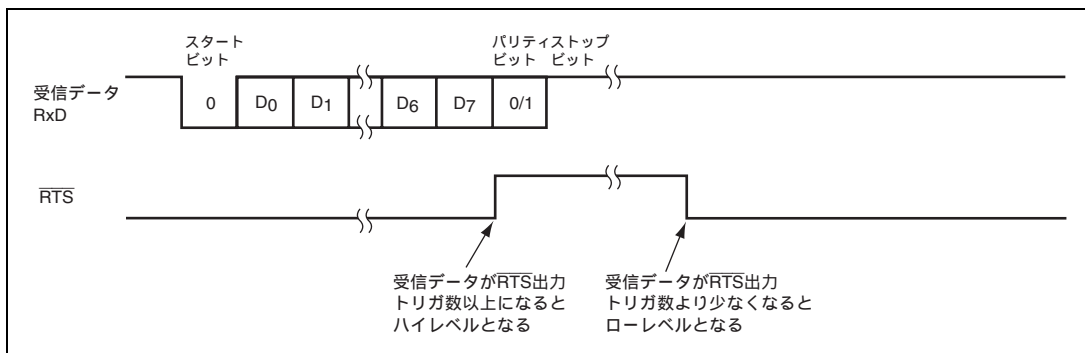 スタート
ビット
パリティストップ
ビット ビット
受信データ
RxD
0 D0 D1 D6 D7 0/1
RTS
受信データがRTS出力
トリガ数以上になると
ハイレベルとなる
受信データがRTS出力
トリガ数より少なくなると
ローレベルとなる